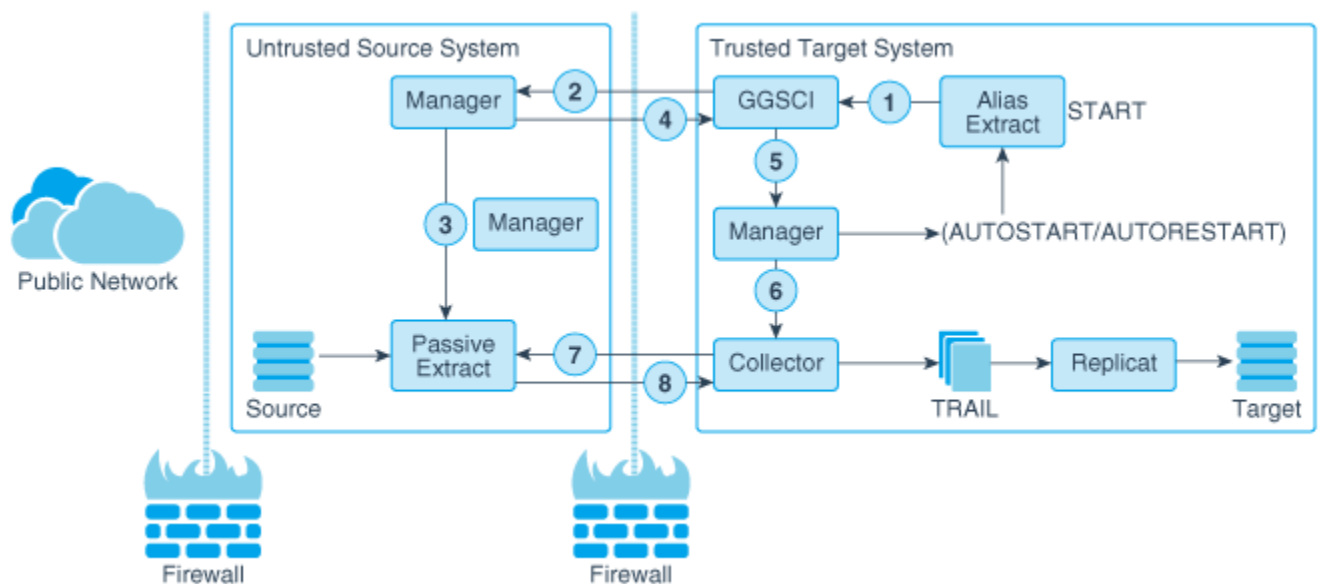 Untrusted Source System
Trusted Target System
Manager
2
4
GGSCI
1
Alias
Extract
START
5
3
Manager
Manager
(AUTOSTART/AUTORESTART)
Public Network
6
Passive
Extract
7
8
Collector
Replicat
Source
TRAIL
Target
Firewall
Firewall